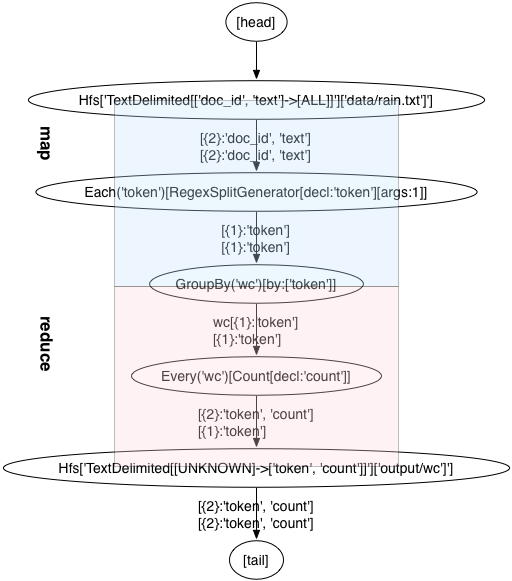 [head]
Hfs['TextDelimited[['doc_id', 'text']->[ALL]]']['data/rain.txt']']
map
[{2}:'doc_id', 'text']
[{2}:'doc_id', 'text']
Each('token')[RegexSplitGenerator[decl:'token'][args:1]]
[{1}:'token']
[{1}:'token']
GroupBy('wc')[by:['token']]
wc[{1}:'token']
[{1}:'token']
reduce
Every('wc')[Count[decl:'count']]
[{2}:'token', 'count']
[{1}:'token']
Hfs['TextDelimited[[UNKNOWN]->['token', 'count']]']['output/wc']']
[{2}:'token', 'count']
[{2}:'token', 'count']
[tail]